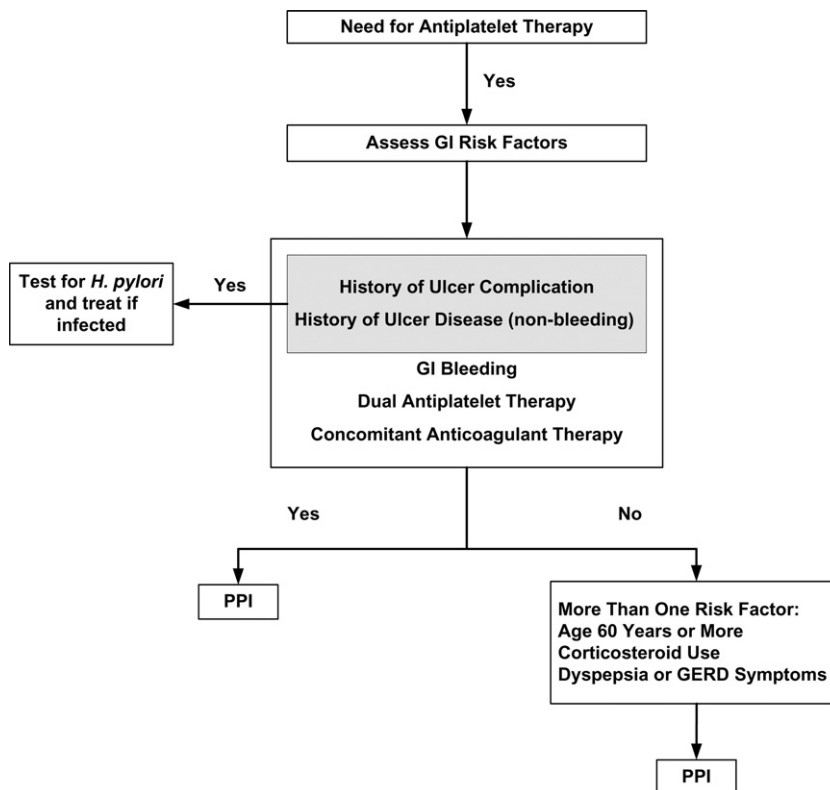 Need for Antiplatelet Therapy
Yes
Assess GI Risk Factors
Test for H. pylori
and treat if
infected
Yes
History of Ulcer Complication
History of Ulcer Disease (non-bleeding)
GI Bleeding
Dual Antiplatelet Therapy
Concomitant Anticoagulant Therapy
Yes
No
PPI
More Than One Risk Factor:
Age 60 Years or More
Corticosteroid Use
Dyspepsia or GERD Symptoms
PPI